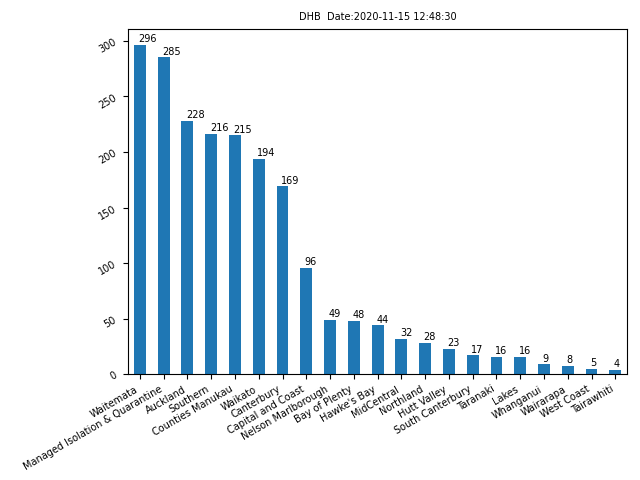 DHB  Date:2020-11-15 12:48:30
300
250
200
150
100
50
0
296
285
228
216
215
194
169
96
49
48
44
32
28
23
17
16
16
9
8
5
4
Waitemata
Managed Isolation & Quarantine
Auckland
Southern
Counties Manukau
Waikato
Canterbury
Capital and Coast
Nelson Marlborough
Bay of Plenty
Hawke's Bay
MidCentral
Northland
Hutt Valley
South Canterbury
Taranaki
Lakes
Whanganui
Wairarapa
West Coast
Tairawhiti